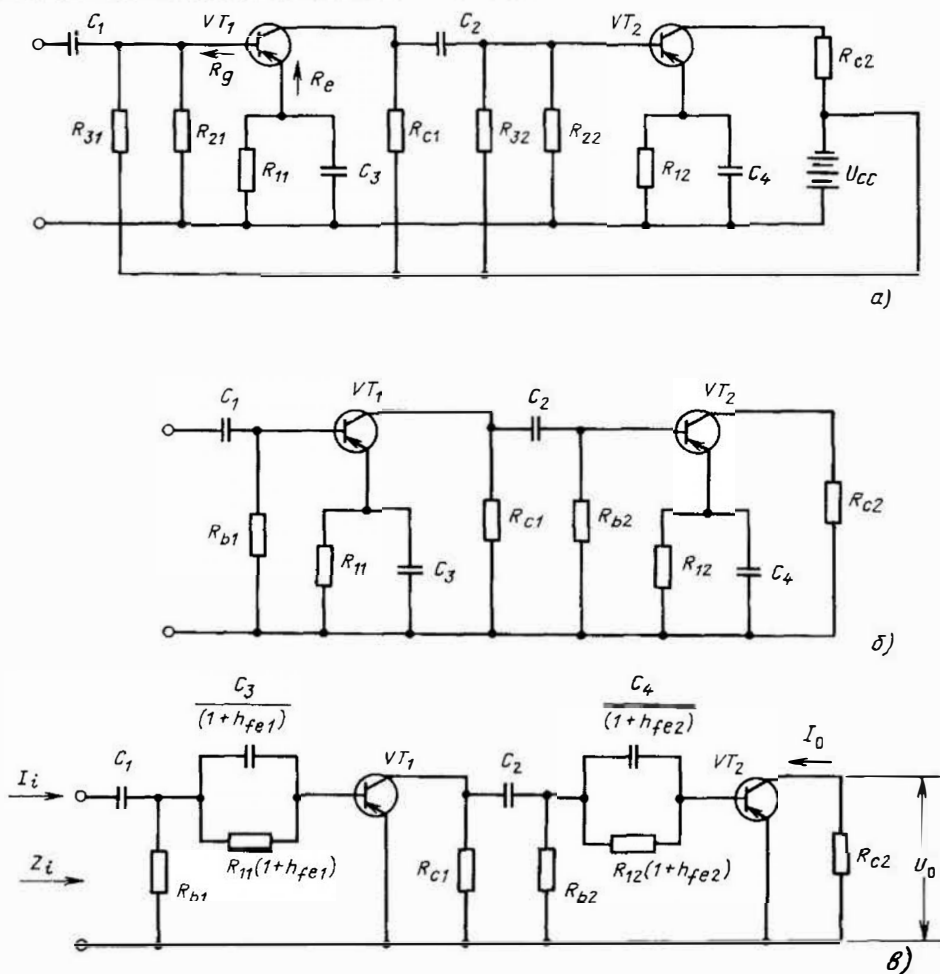 C1 VT1 C2 VT2
Rg Re Rc2
R31 R21 R11 C3 Rc1 R32 R22 R12 C4 Ucc
а)
C1 VT1 C2 VT2
Rb1 R11 C3 Rc1 Rb2 R12 C4 Rc2
б)
C3 C4
(1+hfe1) (1+hfe2)
Ii C1 VT1 C2 VT2 I0
Zi Rb1 R11(1+hfe1) Rc1 Rb2 R12(1+hfe2) Rc2 U0
в)